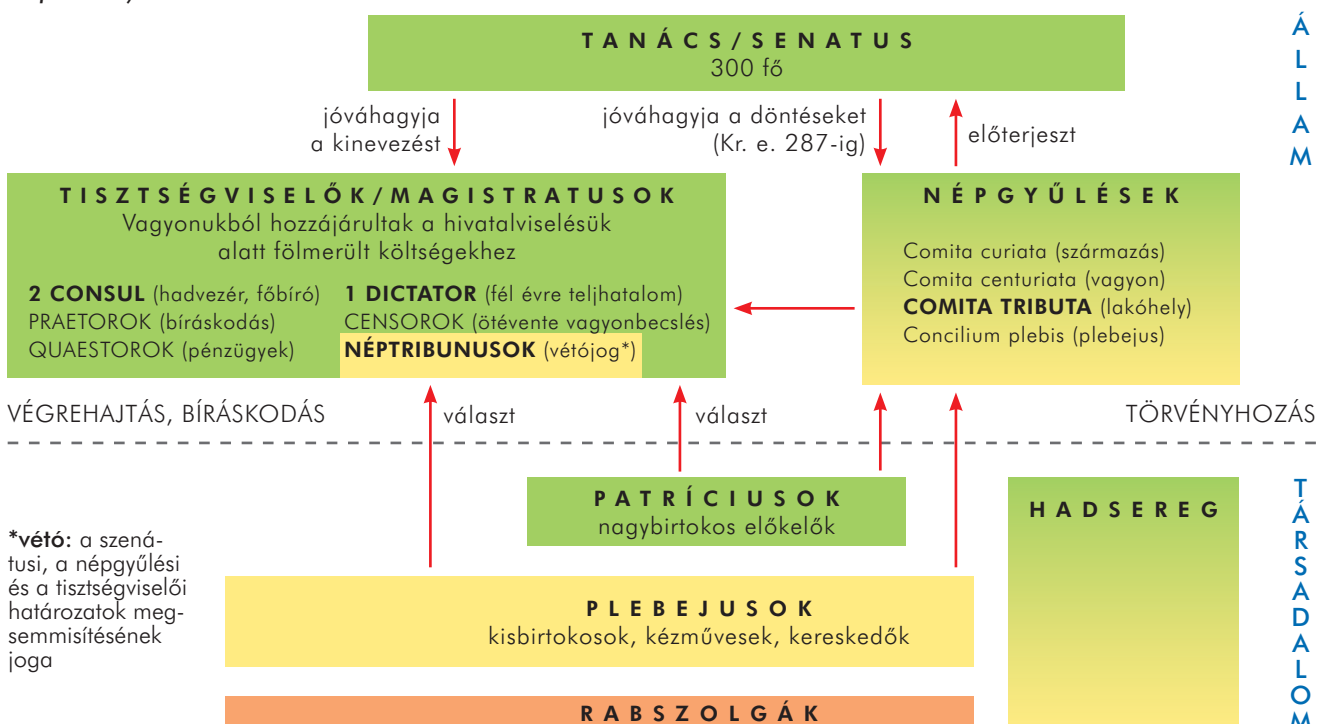 TANÁCS/SENATUS
300 fő
jóváhagyja
a kinevezést
jóváhagyja a döntéseket
(Kr. e. 287-ig)
előterjeszt
ÁLLAM
TISZTSÉGVISELŐK/MAGISTRATUSOK
Vagyonukból hozzájárultak a hivatalviselésük
alatt fölmerült költségekhez
2 CONSUL (hadvezér, főbíró)
PRAETOROK (bíráskodás)
QUAESTOROK (pénzügyek)
1 DICTATOR (fél évre teljhatalom)
CENSOROK (ötévente vagyonbecslés)
NÉPTRIBUNUSOK (vétójog*)
NÉPGYŰLÉSEK
Comita curiata (származás)
Comita centuriata (vagyon)
COMITA TRIBUTA (lakóhely)
Concilium plebis (plebejus)
VÉGREHAJTÁS, BÍRÁSKODÁS
választ
választ
TÖRVÉNYHOZÁS
PATRÍCIUSOK
nagybirtokos előkelők
HADSEREG
TÁRSADALOM
*vétó: a szená-
tusi, a népgyűlési
és a tisztségviselői
határozatok meg-
semmisítésének
joga
PLEBEJUSOK
kisbirtokosok, kézművesek, kereskedők
RABSZOLGÁK